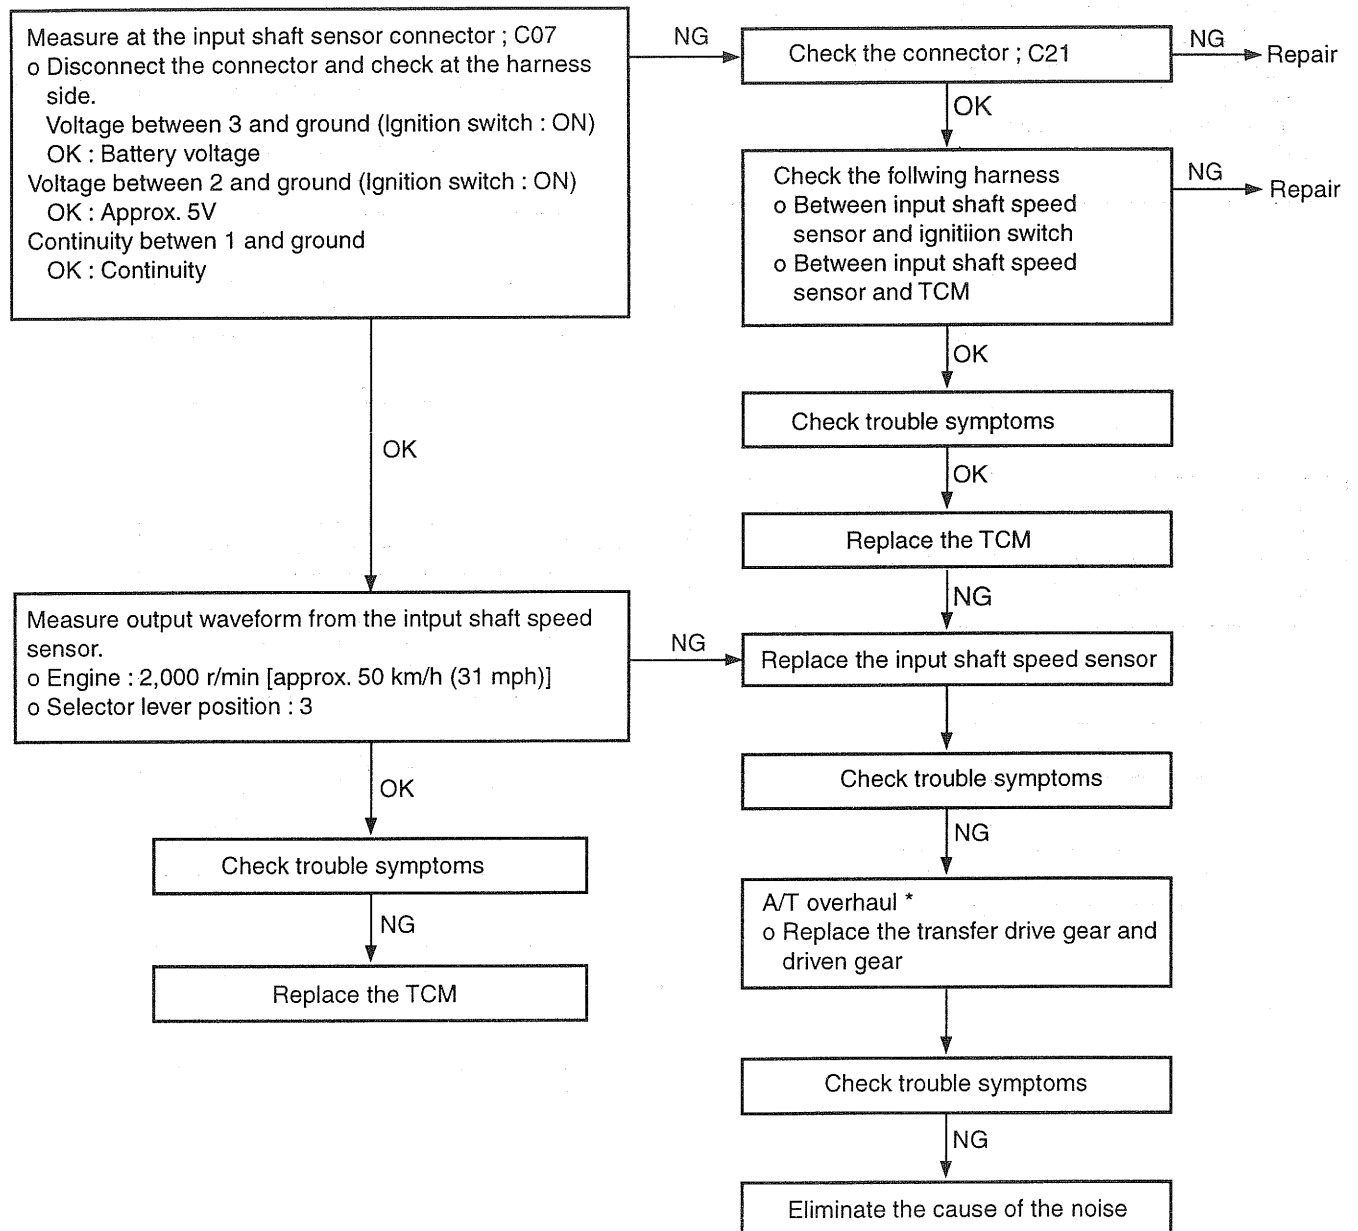 Measure at the input shaft sensor connector ; C07
o Disconnect the connector and check at the harness
side.
Voltage between 3 and ground (Ignition switch : ON)
OK : Battery voltage
Voltage between 2 and ground (Ignition switch : ON)
OK : Approx. 5V
Continuity betwen 1 and ground
OK : Continuity
NG
Check the connector ; C21
NG
Repair
OK
Check the follwing harness
o Between input shaft speed
sensor and ignitiion switch
o Between input shaft speed
sensor and TCM
NG
Repair
OK
Check trouble symptoms
OK
Replace the TCM
NG
OK
Measure output waveform from the intput shaft speed
sensor.
o Engine : 2,000 r/min [approx. 50 km/h (31 mph)]
o Selector lever position : 3
NG
Replace the input shaft speed sensor
OK
Check trouble symptoms
NG
Replace the TCM
Check trouble symptoms
NG
A/T overhaul *
o Replace the transfer drive gear and
driven gear
Check trouble symptoms
NG
Eliminate the cause of the noise